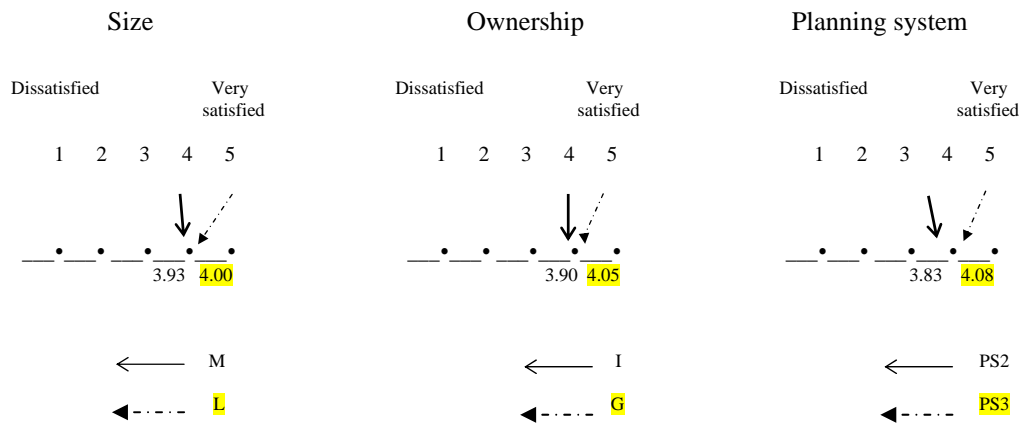 Size Ownership Planning system
Dissatisfied Very satisfied Dissatisfied Very satisfied Dissatisfied Very satisfied
1 2 3 4 5 1 2 3 4 5 1 2 3 4 5
3.93 4.00 3.90 4.05 3.83 4.08
M I PS2
L G PS3